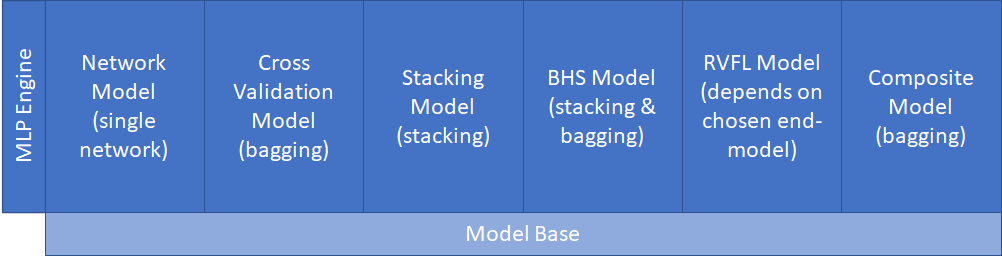 MLP Engine
Network
Model
(single
network)
Cross
Validation
Model
(bagging)
Stacking
Model
(stacking)
BHS Model
(stacking &
bagging)
RVFL Model
(depends on
chosen end-
model)
Composite
Model
(bagging)
Model Base